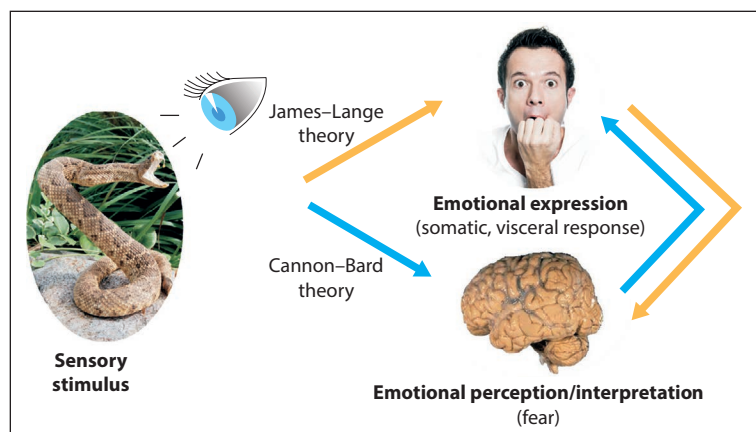 James–Lange
theory
Emotional expression
(somatic, visceral response)
Cannon–Bard
theory
Sensory
stimulus
Emotional perception/interpretation
(fear)